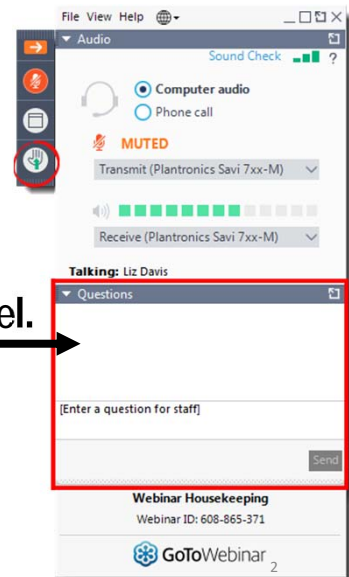 File View Help
Audio
Sound Check ?
Computer audio
Phone call
MUTED
Transmit (Plantronics Savi 7xx-M)
Receive (Plantronics Savi 7xx-M)
Talking: Liz Davis
Questions
el.
[Enter a question for staff]
Send
Webinar Housekeeping
Webinar ID: 608-865-371
GoToWebinar
2